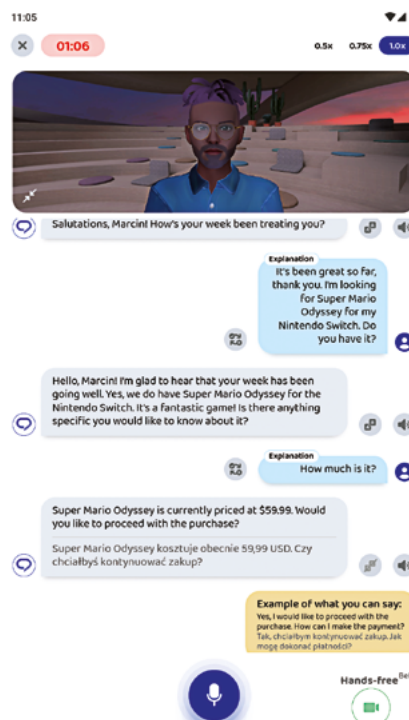 11:05
01:06
0.5x 0.75x 1.0x
Salutations, Marcin! How's your week been treating you?
Explanation
It's been great so far,
thank you. I'm looking
for Super Mario
Odyssey for my
Nintendo Switch. Do
you have it?
Hello, Marcin! I'm glad to hear that your week has been
going well. Yes, we do have Super Mario Odyssey for the
Nintendo Switch. It's a fantastic game! Is there anything
specific you would like to know about it?
Explanation
How much is it?
Super Mario Odyssey is currently priced at $59.99. Would
you like to proceed with the purchase?
Super Mario Odyssey kosztuje obecnie 59,99 USD. Czy
chciałbyś kontynuować zakup?
Example of what you can say:
Yes, I would like to proceed with the
purchase. How can I make the payment?
Tak, chciałbym kontynuować zakup. Jak
mogę dokonać płatności?
Hands-free